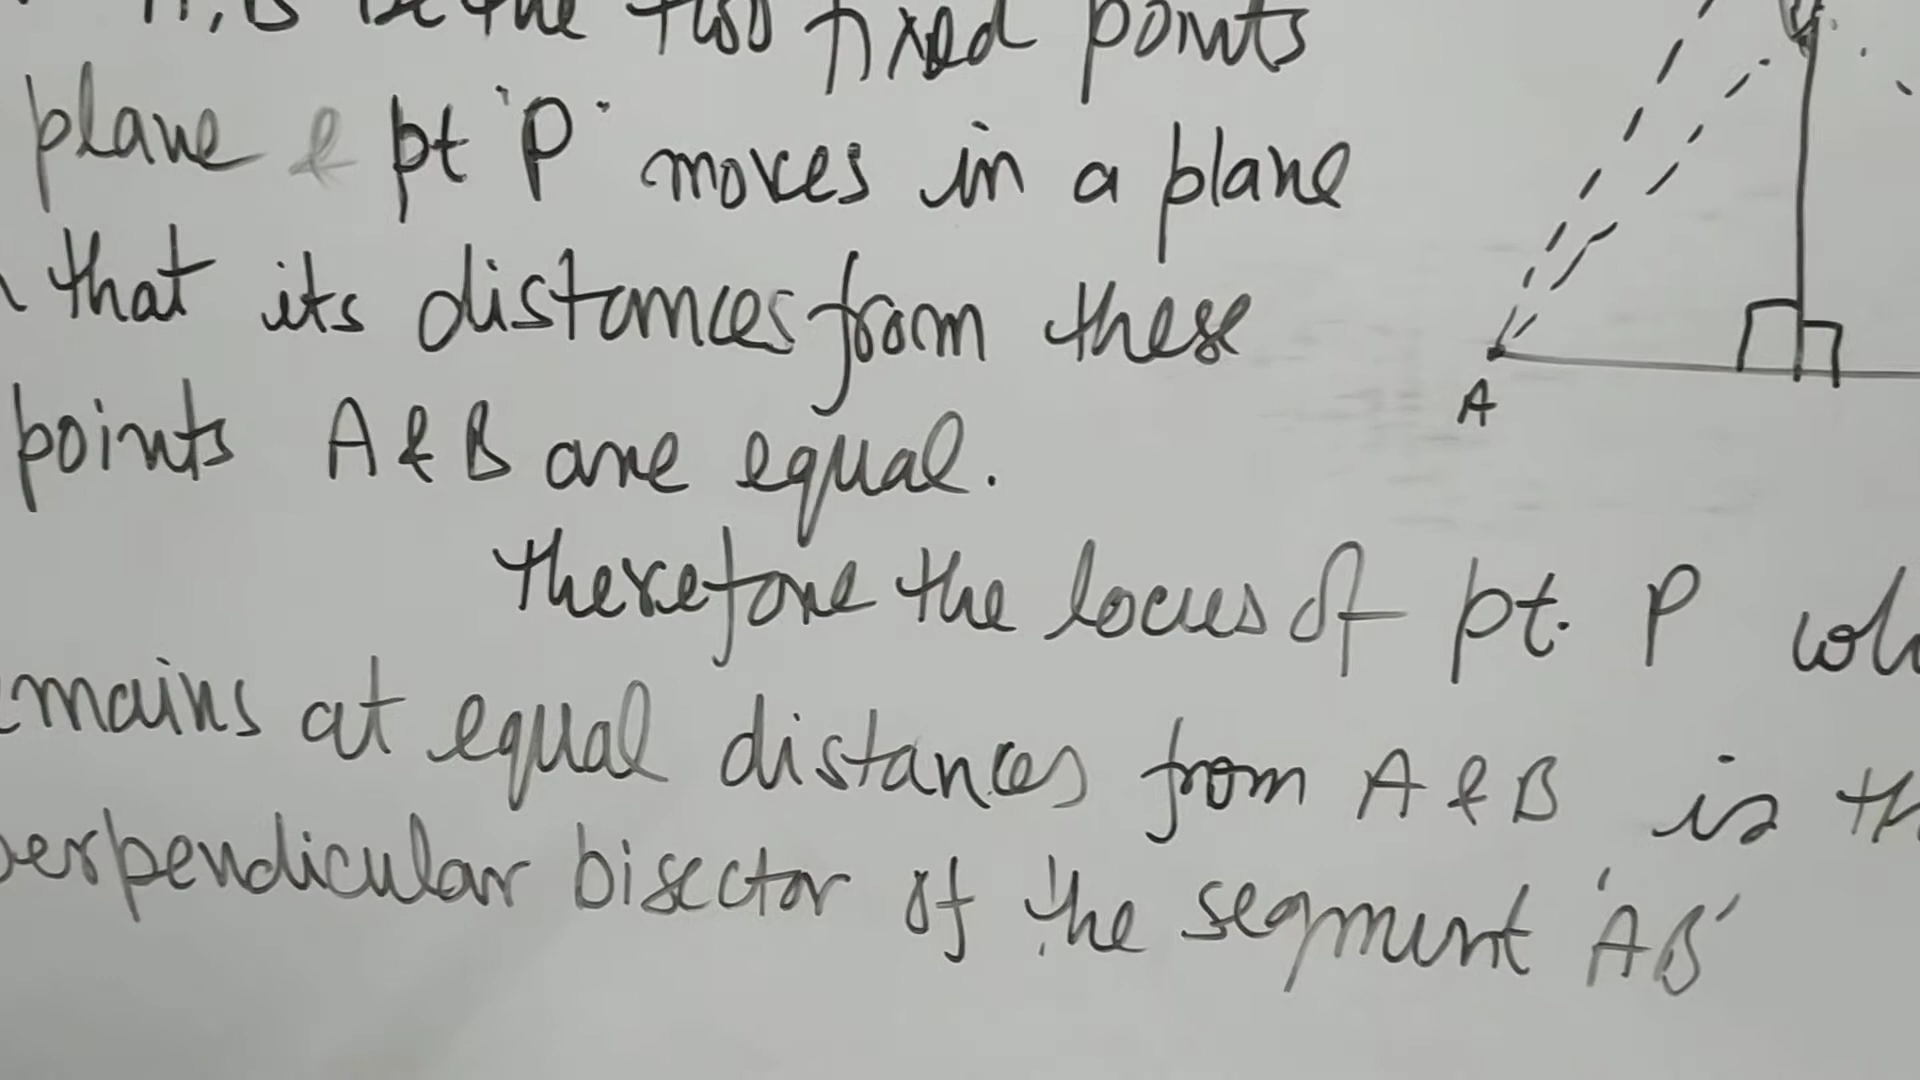 the two fixed points
plane & pt 'P' moves in a plane
that its distances from these
points A & B are equal.
therefore the locus of pt. P
mains at equal distances from A & B is
perpendicular bisector of the segment 'AB'
A